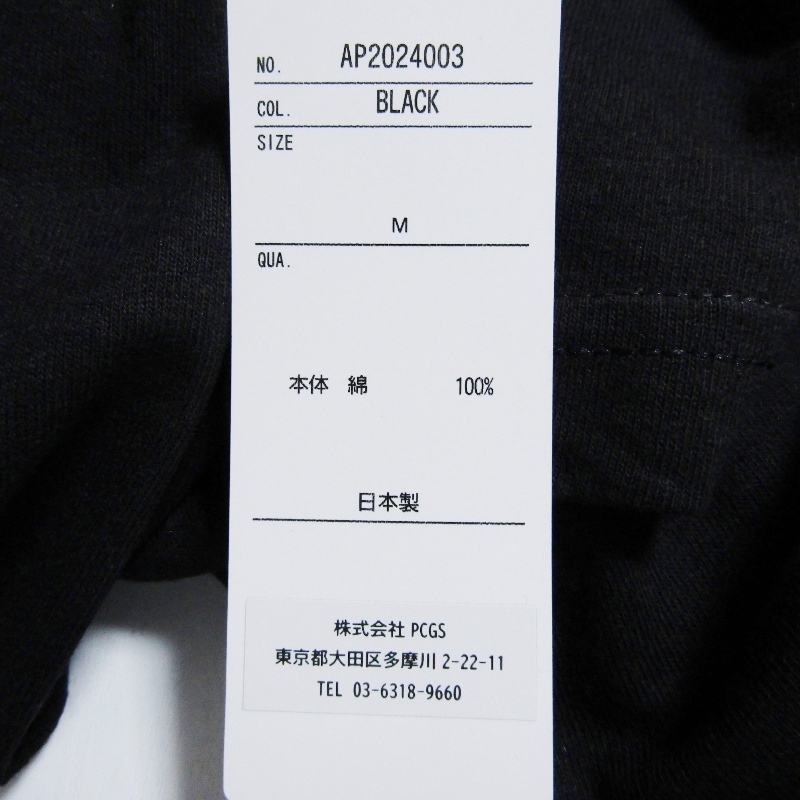 NO. AP2024003
COL. BLACK
SIZE
M
QUA.
本体 綿 100%
日本製
株式会社 PCGS
東京都大田区多摩川 2-22-11
TEL 03-6318-9660